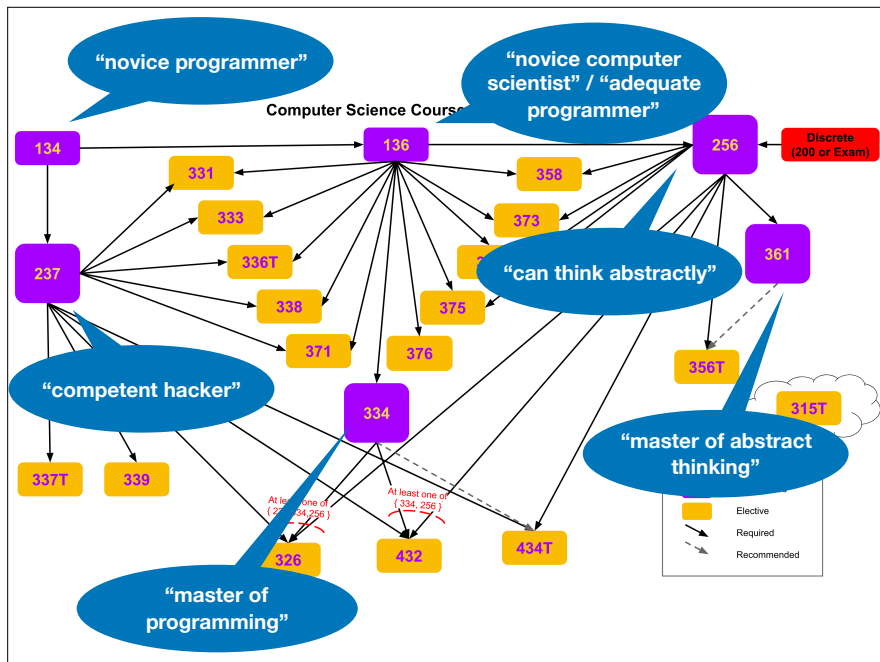 “novice programmer”
“novice computer
scientist” / “adequate
programmer”
Computer Science Cours
134
136
256
Discrete
(200 or Exam)
331
358
333
373
237
336T
“can think abstractly”
361
338
375
371
376
356T
“competent hacker”
334
315T
“master of abstract
thinking”
337T
339
At least one of
{ 334, 256 }
At least one of
Elective
Required
326
432
434T
Recommended
“master of
programming”